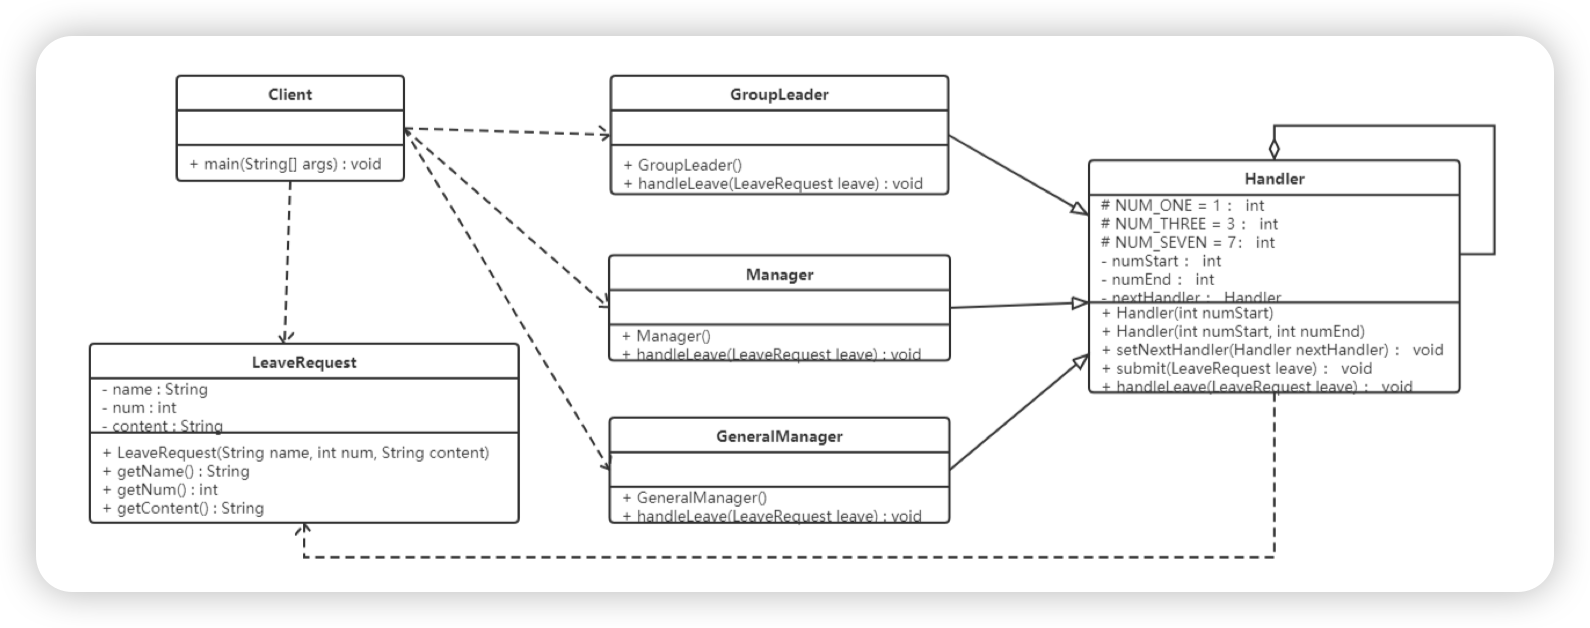 Client
+ main(String[] args) : void
GroupLeader
+ GroupLeader()
+ handleLeave(LeaveRequest leave) : void
Handler
# NUM_ONE = 1 : int
# NUM_THREE = 3 : int
# NUM_SEVEN = 7 : int
- numStart : int
- numEnd : int
- nextHandler : Handler
+ Handler(int numStart)
+ Handler(int numStart, int numEnd)
+ setNextHandler(Handler nextHandler) : void
+ submit(LeaveRequest leave) : void
+ handleLeave(LeaveRequest leave) : void
Manager
+ Manager()
+ handleLeave(LeaveRequest leave) : void
LeaveRequest
- name : String
- num : int
- content : String
+ LeaveRequest(String name, int num, String content)
+ getName() : String
+ getNum() : int
+ getContent() : String
GeneralManager
+ GeneralManager()
+ handleLeave(LeaveRequest leave) : void